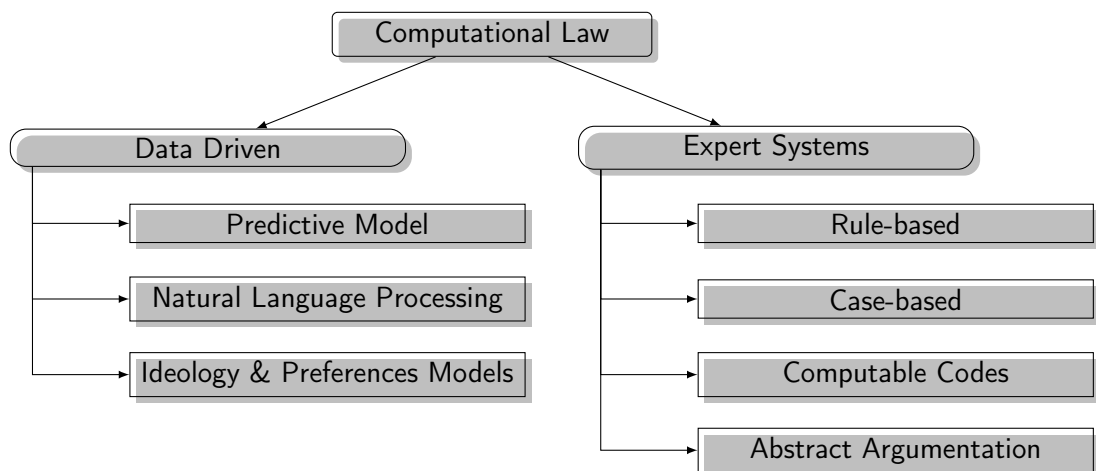 Computational Law
Data Driven
Expert Systems
Predictive Model
Rule-based
Natural Language Processing
Case-based
Ideology & Preferences Models
Computable Codes
Abstract Argumentation